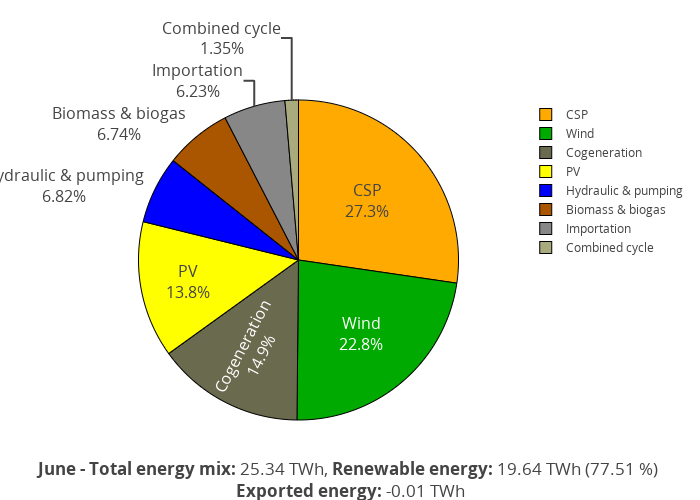 Combined cycle
1.35%
Importation
6.23%
Biomass & biogas
6.74%
ydraulic & pumping
6.82%
CSP
27.3%
PV
13.8%
Cogeneration
14.9%
Wind
22.8%
CSP
Wind
Cogeneration
PV
Hydraulic & pumping
Biomass & biogas
Importation
Combined cycle
June - Total energy mix: 25.34 TWh, Renewable energy: 19.64 TWh (77.51 %)
Exported energy: -0.01 TWh